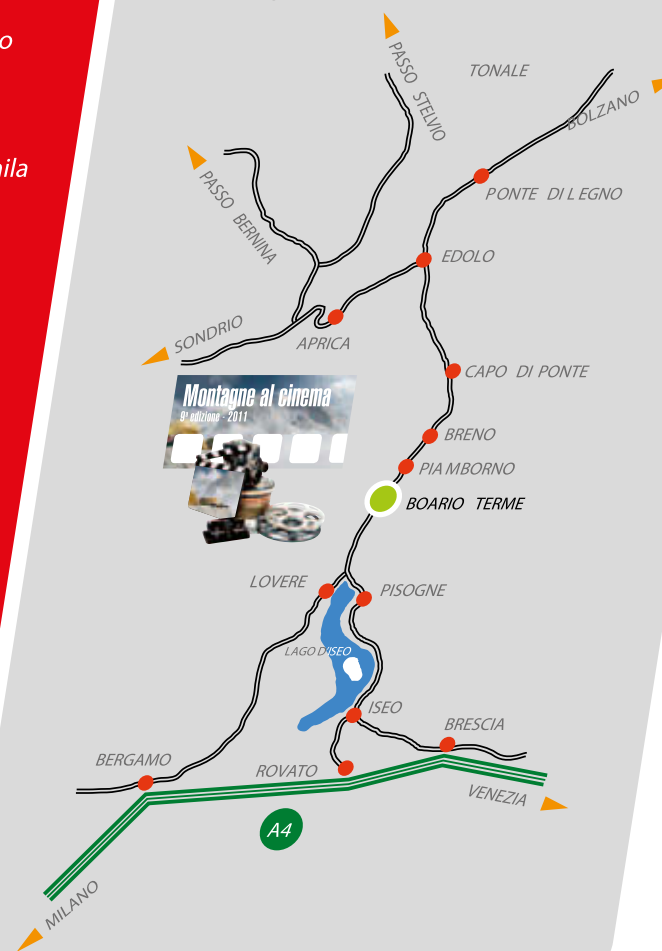 o
PASSO STELVIO
TONALE
BOLZANO
nila
PASSO BERNINA
PONTE DI LEGNO
EDOLO
SONDRIO
APRICA
CAPO DI PONTE
Montagne al cinema
9ª edizione - 2011
BRENO
PIAMBORNO
BOARIO TERME
LOVERE
PISOGNE
LAGO D'ISEO
ISEO
BRESCIA
BERGAMO
ROVATO
VENEZIA
A4
MILANO